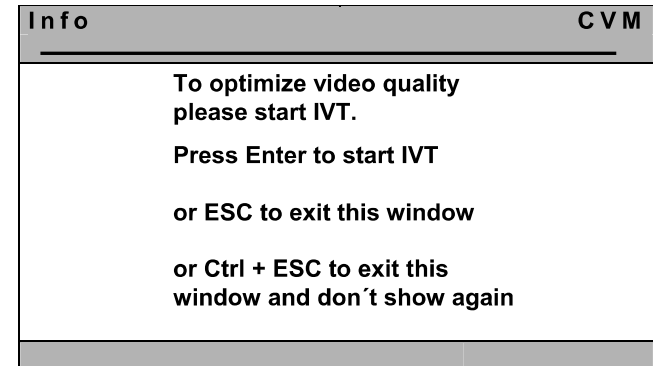 Info CVM
To optimize video quality
please start IVT.
Press Enter to start IVT
or ESC to exit this window
or Ctrl + ESC to exit this
window and don´t show again